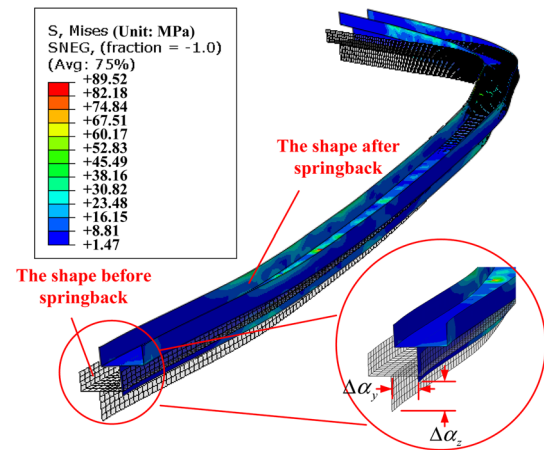 S, Mises (Unit: MPa)
SNEG, (fraction = -1.0)
(Avg: 75%)
+89.52
+82.18
+74.84
+67.51
+60.17
+52.83
+45.49
+38.16
+30.82
+23.48
+16.15
+8.81
+1.47
The shape after
springback
The shape before
springback
Δα_y
Δα_z